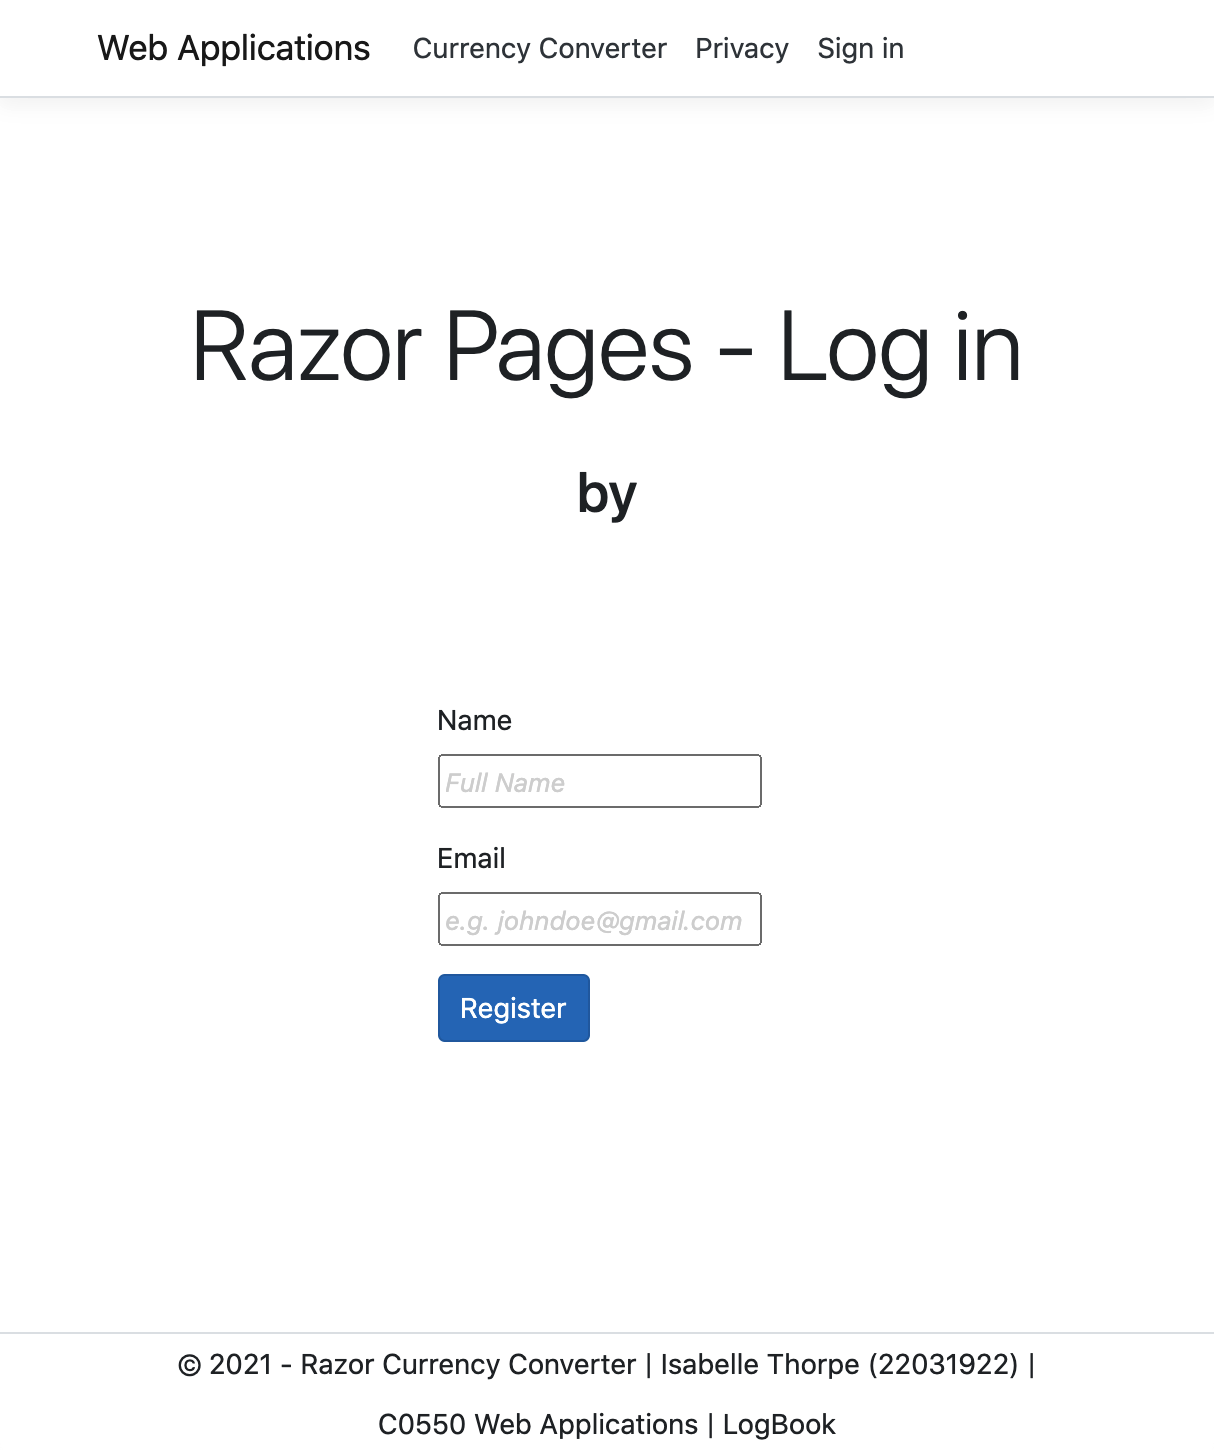 Web Applications Currency Converter Privacy Sign in
Razor Pages - Log in
by
Name
Full Name
Email
e.g. johndoe@gmail.com
Register
© 2021 - Razor Currency Converter | Isabelle Thorpe (22031922) |
C0550 Web Applications | LogBook